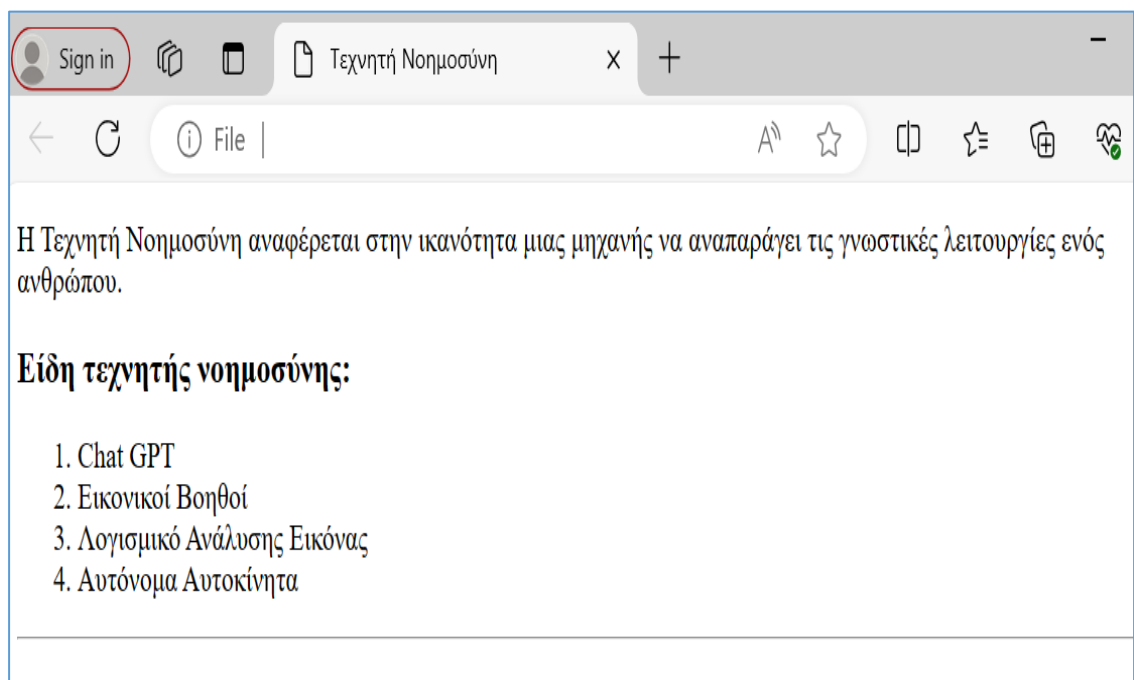 Sign in
Τεχνητή Νοημοσύνη
File
Η Τεχνητή Νοημοσύνη αναφέρεται στην ικανότητα μιας μηχανής να αναπαράγει τις γνωστικές λειτουργίες ενός
ανθρώπου.
Είδη τεχνητής νοημοσύνης:
1. Chat GPT
2. Εικονικοί Βοηθοί
3. Λογισμικό Ανάλυσης Εικόνας
4. Αυτόνομα Αυτοκίνητα